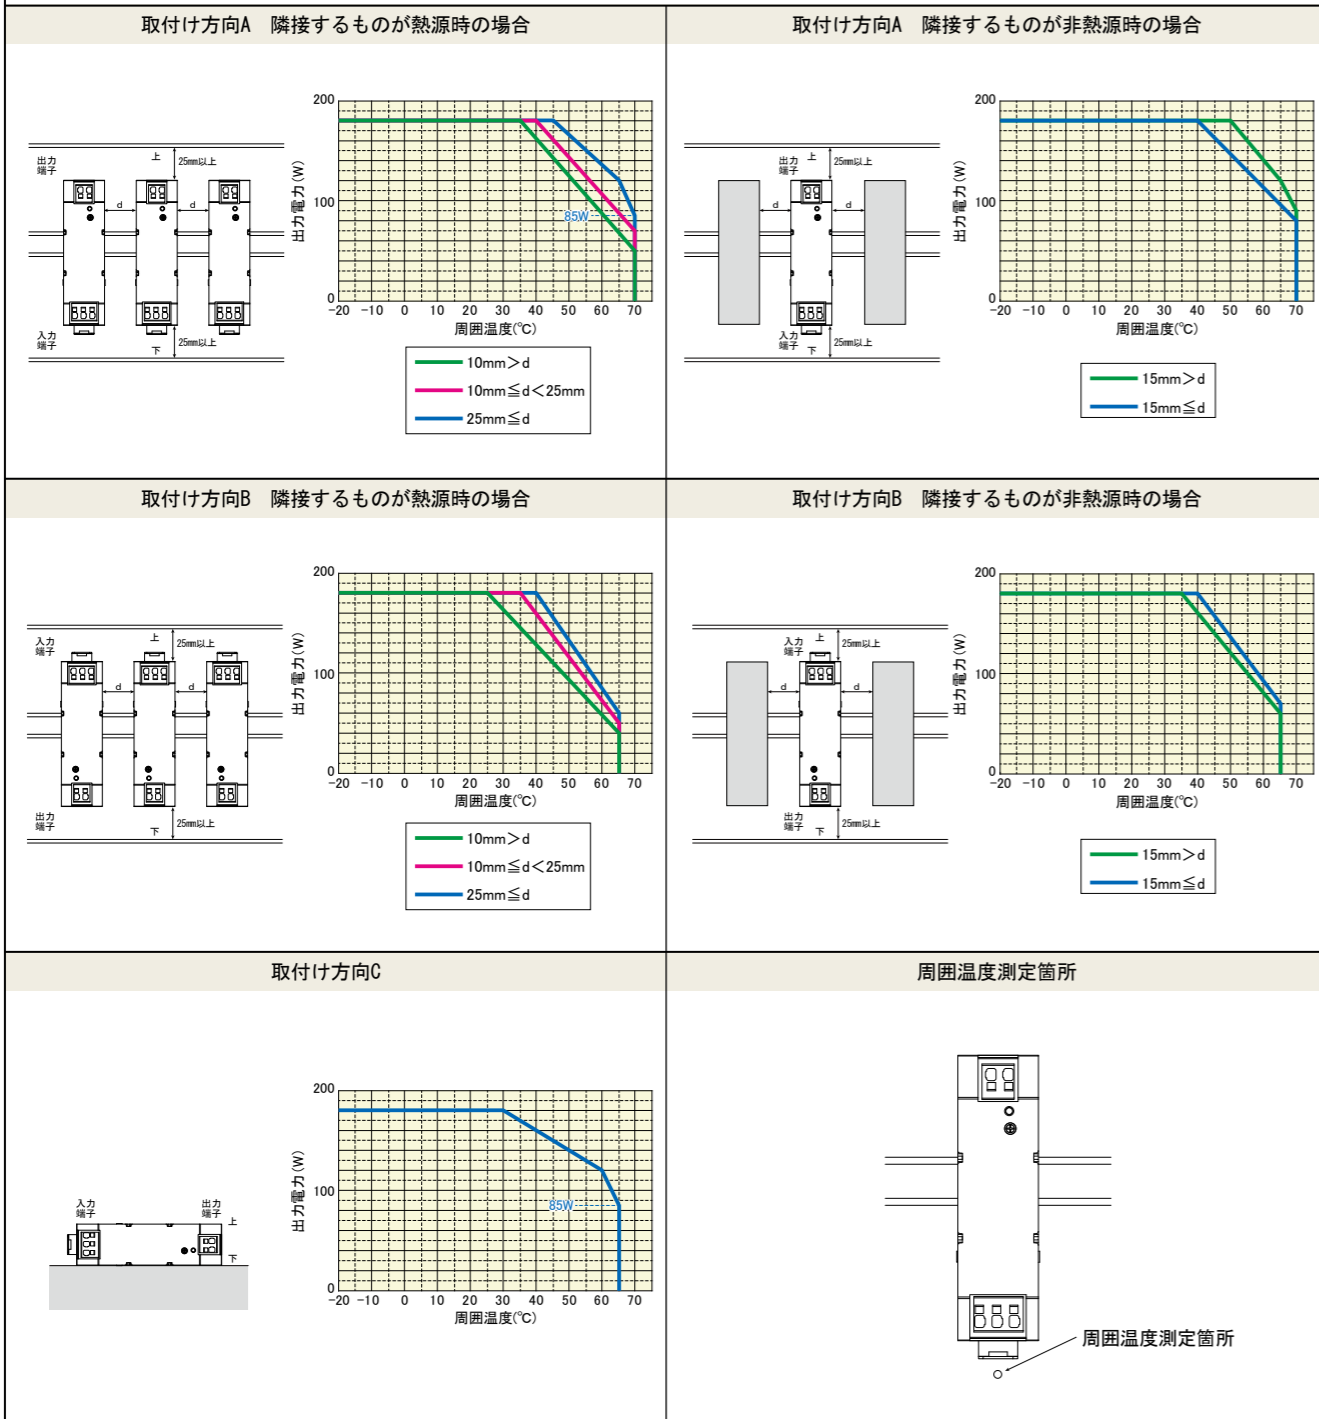 取付け方向A　隣接するものが熱源時の場合
出力
端子
上
25mm以上
d
d
入力
端子
下
25mm以上
出力電力(W)
200
100
0
85W
-20 -10 0 10 20 30 40 50 60 70
周囲温度(℃)
10mm＞d
10mm≦d＜25mm
25mm≦d
取付け方向A　隣接するものが非熱源時の場合
出力
端子
上
25mm以上
d
d
入力
端子
下
25mm以上
出力電力(W)
200
100
0
-20 -10 0 10 20 30 40 50 60 70
周囲温度(℃)
15mm＞d
15mm≦d
取付け方向B　隣接するものが熱源時の場合
入力
端子
上
25mm以上
d
d
出力
端子
下
25mm以上
出力電力(W)
200
100
0
-20 -10 0 10 20 30 40 50 60 70
周囲温度(℃)
10mm＞d
10mm≦d＜25mm
25mm≦d
取付け方向B　隣接するものが非熱源時の場合
入力
端子
上
25mm以上
d
d
出力
端子
下
25mm以上
出力電力(W)
200
100
0
-20 -10 0 10 20 30 40 50 60 70
周囲温度(℃)
15mm＞d
15mm≦d
取付け方向C
入力
端子
出力
端子
上
下
出力電力(W)
200
100
0
85W
-20 -10 0 10 20 30 40 50 60 70
周囲温度(℃)
周囲温度測定箇所
周囲温度測定箇所